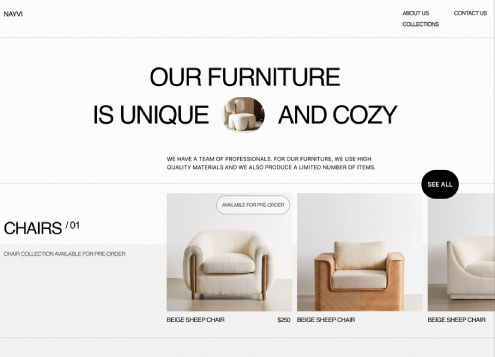 NAYVI
ABOUT US
CONTACT US
COLLECTIONS
OUR FURNITURE
IS UNIQUE AND COZY
WE HAVE A TEAM OF PROFESSIONALS. FOR OUR FURNITURE, WE USE HIGH
QUALITY MATERIALS AND WE ALSO PRODUCE A LIMITED NUMBER OF ITEMS.
SEE ALL
CHAIRS / 01
CHAIR COLLECTION AVAILABLE FOR PRE-ORDER
AVAILABLE FOR PRE-ORDER
BEIGE SHEEP CHAIR
$250
BEIGE SHEEP CHAIR
BEIGE SHEEP CHAIR